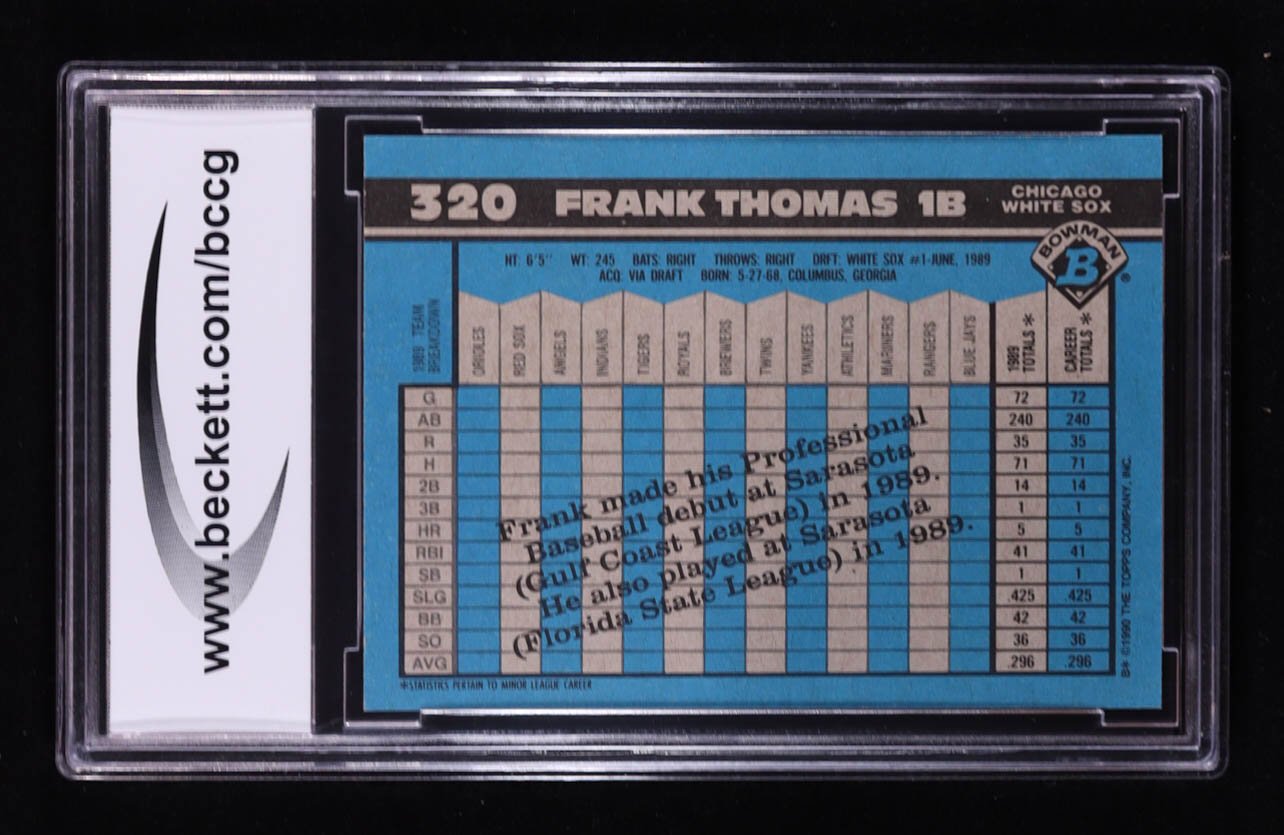 www.beckett.com/bccg
320 FRANK THOMAS 1B CHICAGO WHITE SOX
BOWMAN B ®
HT: 6'5" WT: 245 BATS: RIGHT THROWS: RIGHT DRFT: WHITE SOX #1-JUNE, 1989
ACQ. VIA DRAFT BORN: 5-27-68, COLUMBUS, GEORGIA
1989 TEAM BREAKDOWN ORIOLES RED SOX ANGELS INDIANS TIGERS ROYALS BREWERS TWINS YANKEES ATHLETICS MARINERS RANGERS BLUE JAYS 1989 TOTALS * CAREER TOTALS *
G 72 72
AB 240 240
R 35 35
H 71 71
2B 14 14
3B 1 1
HR 5 5
RBI 41 41
SB 1 1
SLG .425 .425
BB 42 42
SO 36 36
AVG .296 .296
Frank made his Professional
Baseball debut at Sarasota
(Gulf Coast League) in 1989.
He also played at Sarasota
(Florida State League) in 1989.
*STATISTICS PERTAIN TO MINOR LEAGUE CAREER
B* ©1990 THE TOPPS COMPANY, INC.